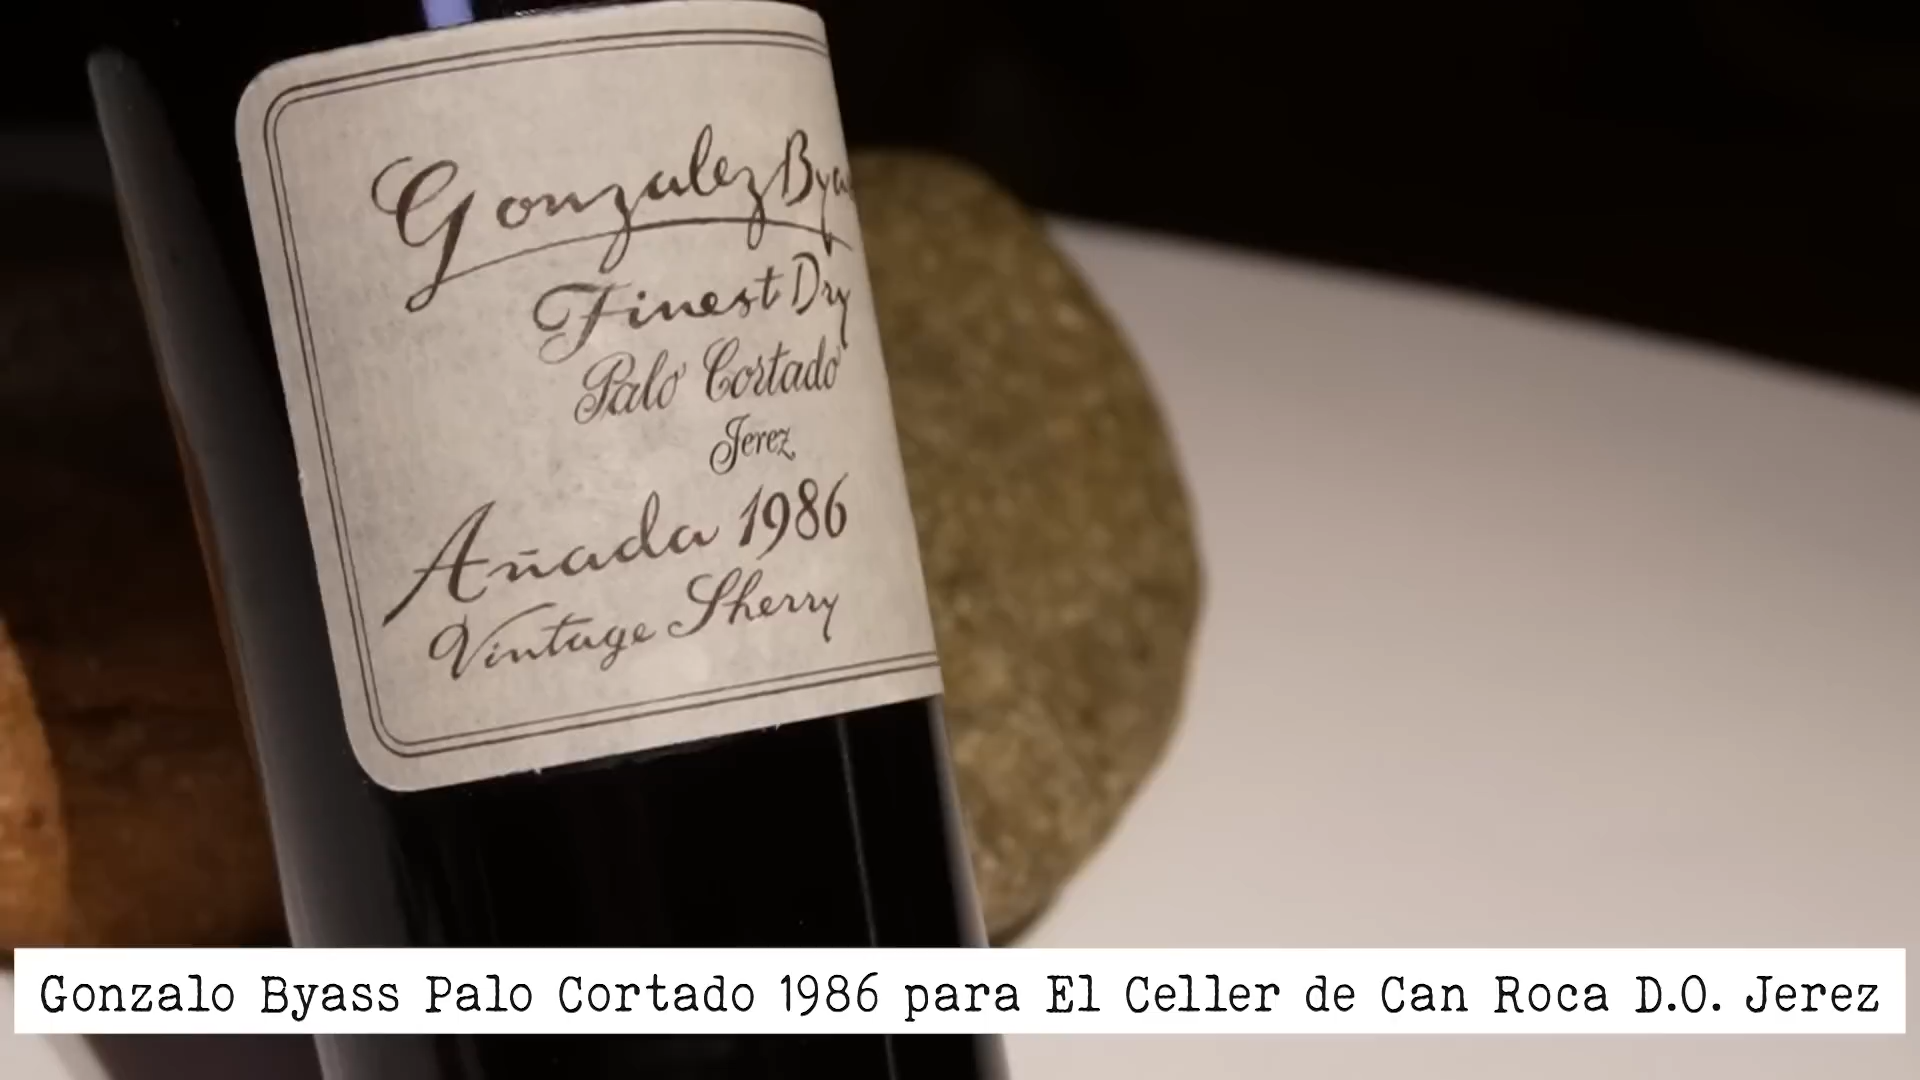 Gonzalez Byas
Finest Dry
Palo Cortado
Jerez
Añada 1986
Vintage Sherry
Gonzalo Byass Palo Cortado 1986 para El Celler de Can Roca D.O. Jerez